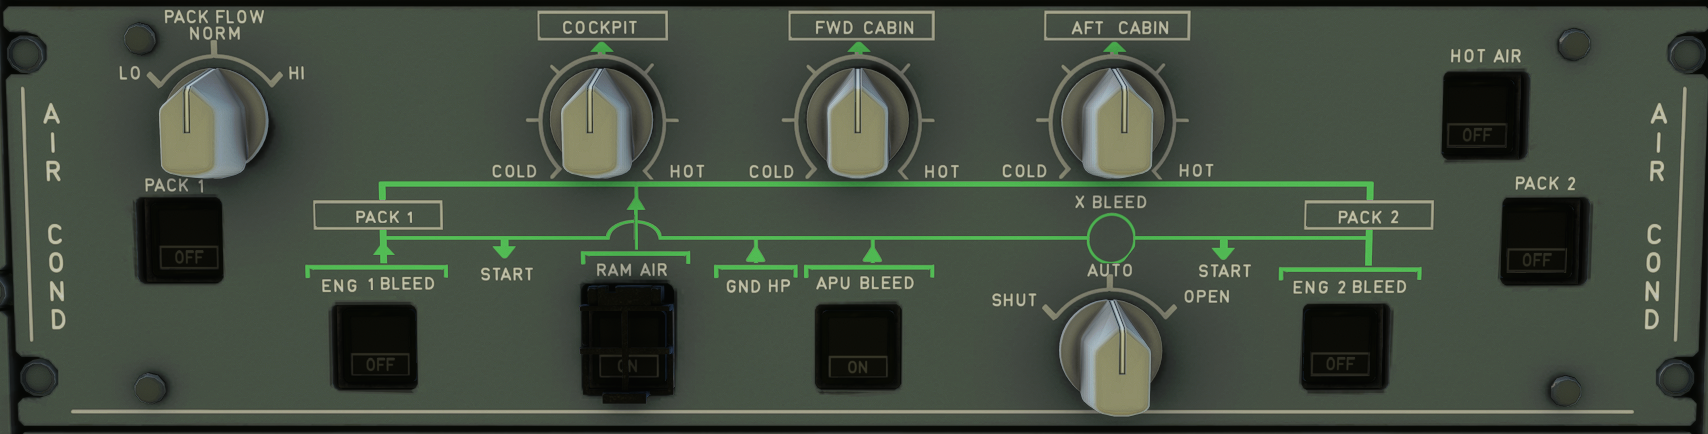 PACK FLOW
NORM
LO
HI
COCKPIT
FWD CABIN
AFT CABIN
HOT AIR
OFF
AIR COND
AIR COND
COLD
HOT
COLD
HOT
COLD
HOT
PACK 1
OFF
PACK 2
OFF
PACK 1
X BLEED
PACK 2
START
RAM AIR
AUTO
START
ENG 1 BLEED
GND HP
APU BLEED
SHUT
OPEN
ENG 2 BLEED
OFF
ON
ON
OFF